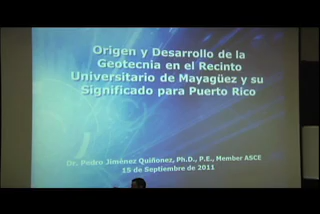 Origen y Desarrollo de la
Geotecnia en el Recinto
Universitario de Mayagüez y su
Significado para Puerto Rico
Dr. Pedro Jiménez Quiñonez, Ph.D., P.E., Member ASCE
15 de Septiembre de 2011